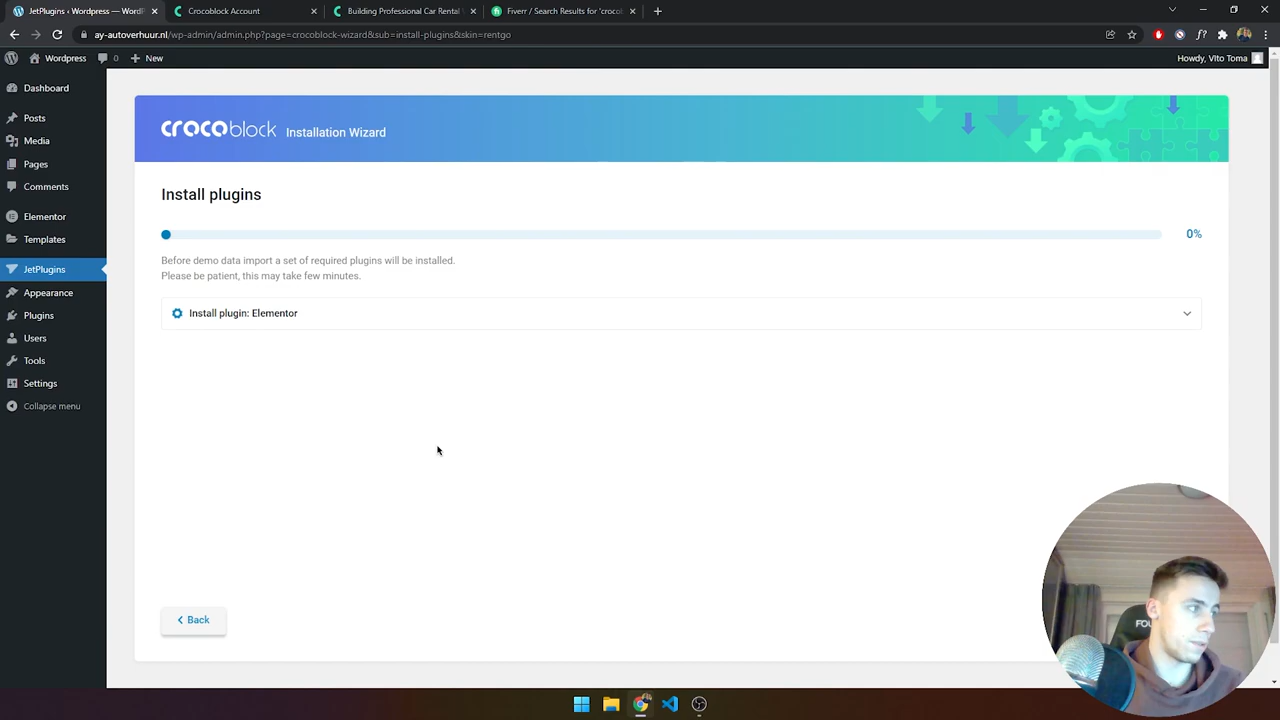 JetPlugins ‹ Wordpress — WordP
Crocoblock Account
Building Professional Car Rental
Fiverr / Search Results for 'croco
ay-autoverhuur.nl/wp-admin/admin.php?page=crocoblock-wizard&sub=install-plugins&skin=rentgo
Wordpress
0
New
Howdy, VIto Toma
Dashboard
Posts
Media
Pages
Comments
Elementor
Templates
JetPlugins
Appearance
Plugins
Users
Tools
Settings
Collapse menu
crocoblock Installation Wizard
Install plugins
0%
Before demo data import a set of required plugins will be installed.
Please be patient, this may take few minutes.
Install plugin: Elementor
Back